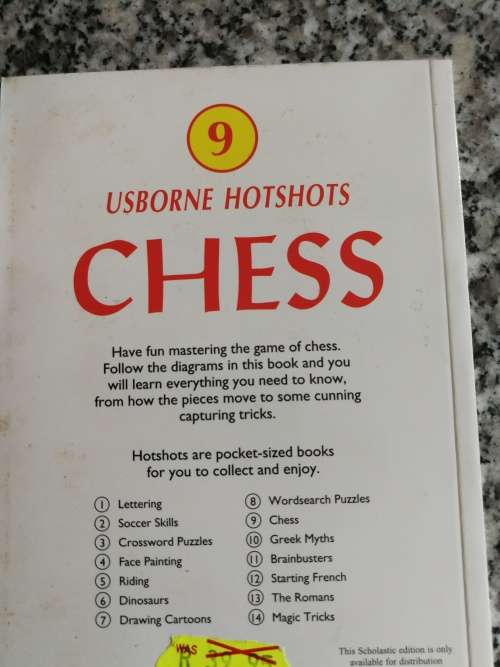 9
USBORNE HOTSHOTS
CHESS
Have fun mastering the game of chess.
Follow the diagrams in this book and you
will learn everything you need to know,
from how the pieces move to some cunning
capturing tricks.
Hotshots are pocket-sized books
for you to collect and enjoy.
1 Lettering
2 Soccer Skills
3 Crossword Puzzles
4 Face Painting
5 Riding
6 Dinosaurs
7 Drawing Cartoons
8 Wordsearch Puzzles
9 Chess
10 Greek Myths
11 Brainbusters
12 Starting French
13 The Romans
14 Magic Tricks
WAS
R 39 95
This Scholastic edition is only
available for distribution